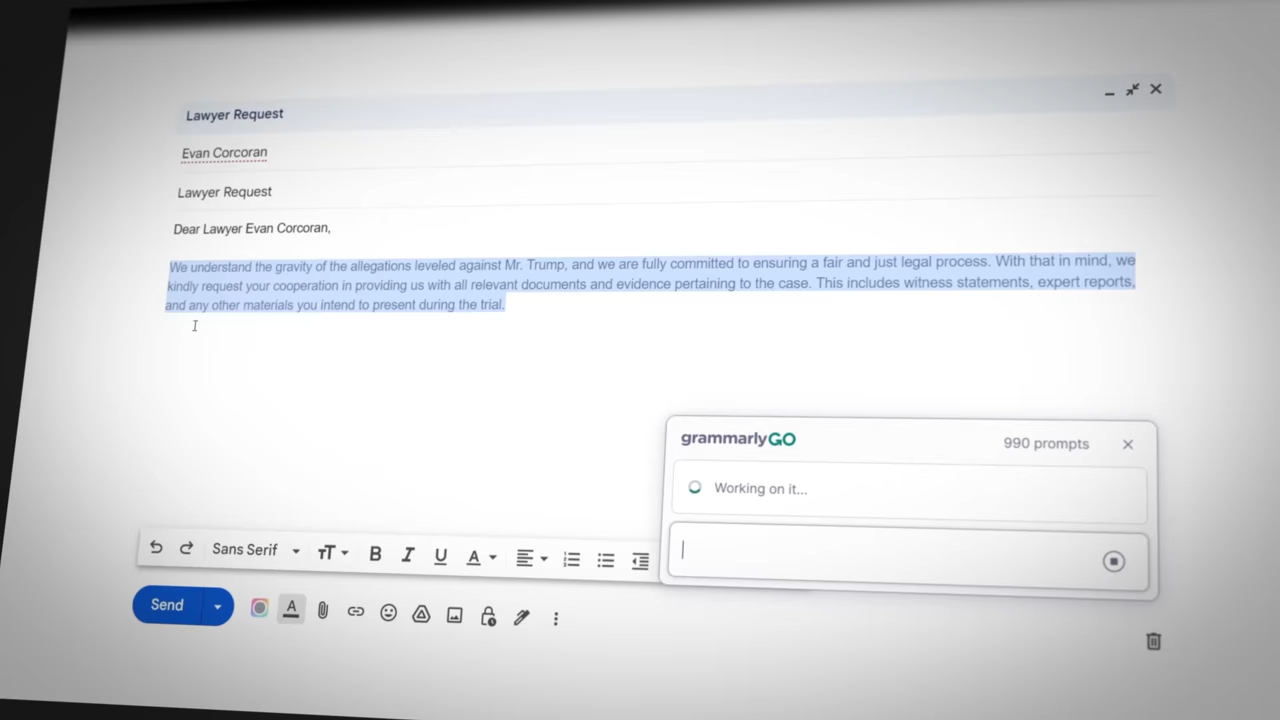 Lawyer Request
Evan Corcoran
Lawyer Request
Dear Lawyer Evan Corcoran,
We understand the gravity of the allegations leveled against Mr. Trump, and we are fully committed to ensuring a fair and just legal process. With that in mind, we
kindly request your cooperation in providing us with all relevant documents and evidence pertaining to the case. This includes witness statements, expert reports,
and any other materials you intend to present during the trial.
grammarlyGO
990 prompts
Working on it...
Sans Serif
Send